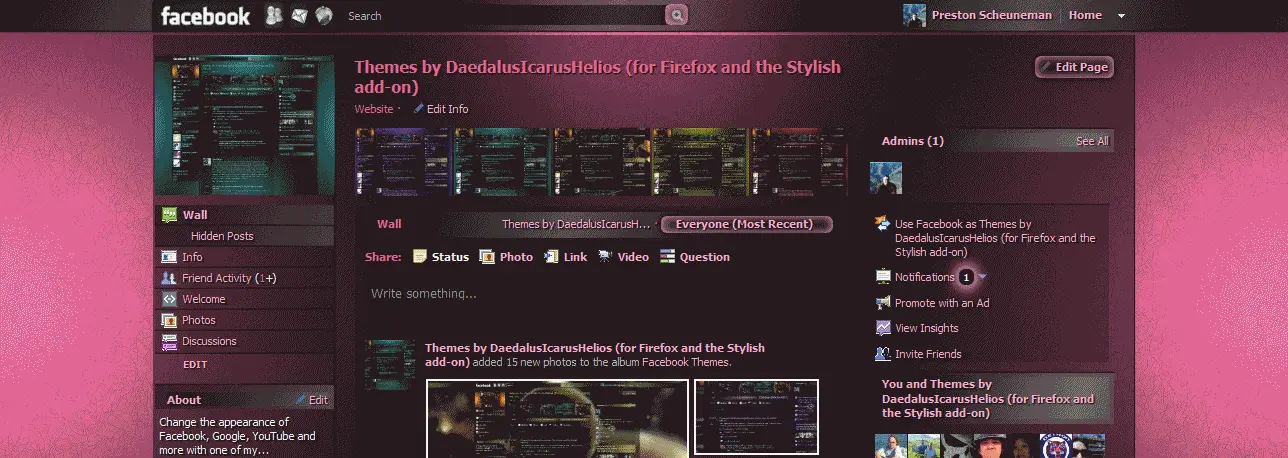 facebook
Search
Preston Scheuneman
Home
Themes by DaedalusIcarusHelios (for Firefox and the Stylish
add-on)
Website ·
Edit Info
Edit Page
Admins (1)
See All
Wall
Hidden Posts
Info
Friend Activity (1+)
Welcome
Photos
Discussions
EDIT
About
Edit
Change the appearance of
Facebook, Google, YouTube and
more with one of my...
Wall
Themes by DaedalusIcarusH... ·
Everyone (Most Recent)
Share:
Status
Photo
Link
Video
Question
Write something...
Themes by DaedalusIcarusHelios (for Firefox and the Stylish
add-on) added 15 new photos to the album Facebook Themes.
Use Facebook as Themes by
DaedalusIcarusHelios (for Firefox and the
Stylish add-on)
Notifications 1
Promote with an Ad
View Insights
Invite Friends
You and Themes by
DaedalusIcarusHelios (for Firefox and
the Stylish add-on)